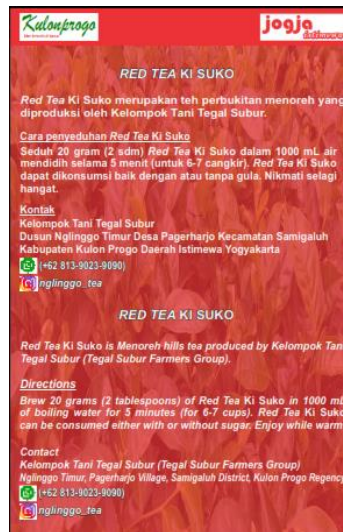 Kulonprogo
jogja
istimewa
RED TEA KI SUKO
Red Tea Ki Suko merupakan teh perbukitan menoreh yang
diproduksi oleh Kelompok Tani Tegal Subur.
Cara penyeduhan Red Tea Ki Suko
Seduh 20 gram (2 sdm) Red Tea Ki Suko dalam 1000 mL air
mendidih selama 5 menit (untuk 6-7 cangkir). Red Tea Ki Suko
dapat dikonsumsi baik dengan atau tanpa gula. Nikmati selagi
hangat.
Kontak
Kelompok Tani Tegal Subur
Dusun Nglinggo Timur Desa Pagerharjo Kecamatan Samigaluh
Kabupaten Kulon Progo Daerah Istimewa Yogyakarta
(+62 813-9023-9090)
nglinggo_tea
RED TEA KI SUKO
Red Tea Ki Suko is Menoreh hills tea produced by Kelompok Tani
Tegal Subur (Tegal Subur Farmers Group).
Directions
Brew 20 grams (2 tablespoons) of Red Tea Ki Suko in 1000 mL
of boiling water for 5 minutes (for 6-7 cups). Red Tea Ki Suko
can be consumed either with or without sugar. Enjoy while warm
Contact
Kelompok Tani Tegal Subur (Tegal Subur Farmers Group)
Nglinggo Timur, Pagerharjo Village, Samigaluh District, Kulon Progo Regency
(+62 813-9023-9090)
nglinggo_tea